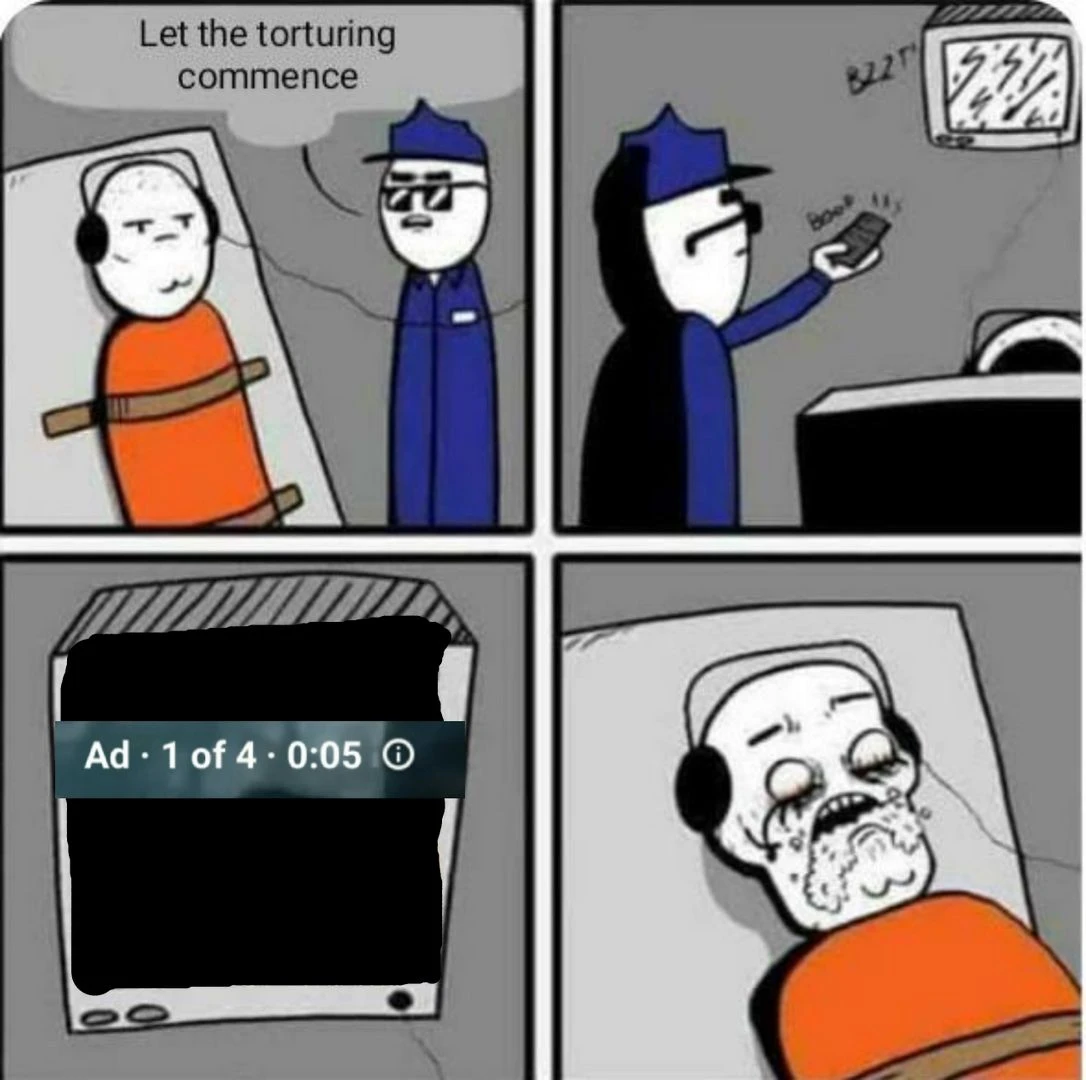 Let the torturing
commence
BZZT!
BOOP
Ad · 1 of 4 · 0:05 ⓘ